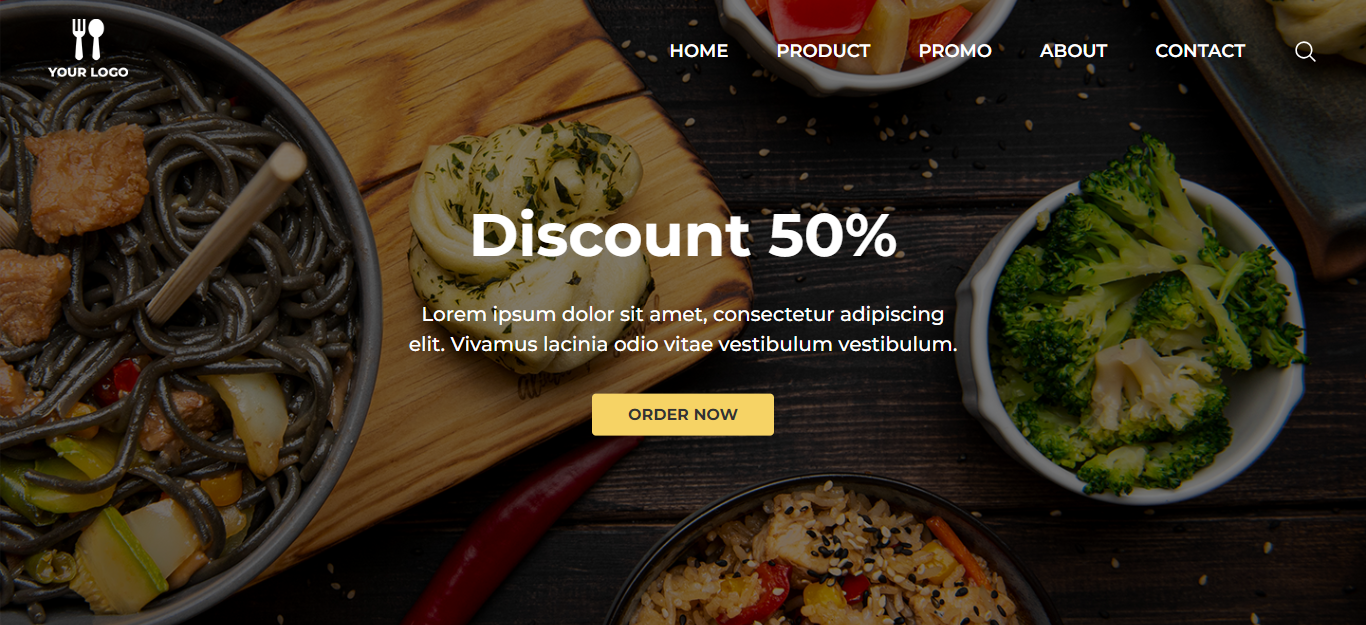 YOUR LOGO
HOME PRODUCT PROMO ABOUT CONTACT
Discount 50%
Lorem ipsum dolor sit amet, consectetur adipiscing
elit. Vivamus lacinia odio vitae vestibulum vestibulum.
ORDER NOW